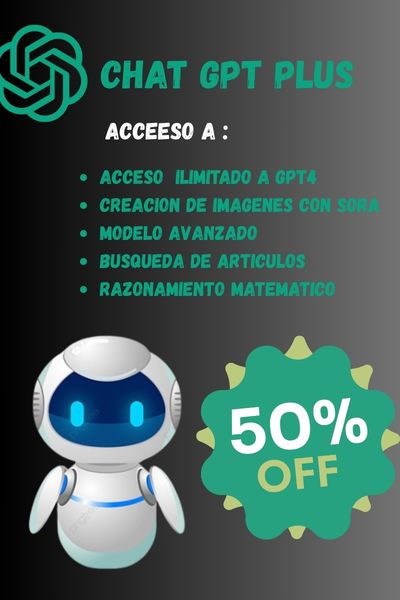 CHAT GPT PLUS
ACCEESO A :
• ACCESO ILIMITADO A GPT4
• CREACION DE IMAGENES CON SORA
• MODELO AVANZADO
• BUSQUEDA DE ARTICULOS
• RAZONAMIENTO MATEMATICO
50%
OFF